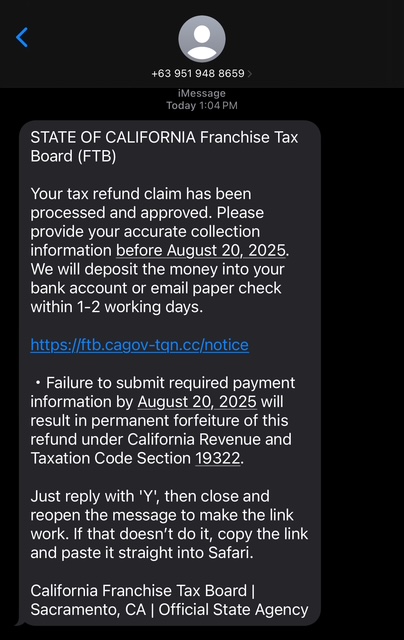 +63 951 948 8659
iMessage
Today 1:04 PM
STATE OF CALIFORNIA Franchise Tax
Board (FTB)
Your tax refund claim has been
processed and approved. Please
provide your accurate collection
information before August 20, 2025.
We will deposit the money into your
bank account or email paper check
within 1-2 working days.
https://ftb.cagov-tqn.cc/notice
• Failure to submit required payment
information by August 20, 2025 will
result in permanent forfeiture of this
refund under California Revenue and
Taxation Code Section 19322.
Just reply with 'Y', then close and
reopen the message to make the link
work. If that doesn't do it, copy the link
and paste it straight into Safari.
California Franchise Tax Board |
Sacramento, CA | Official State Agency